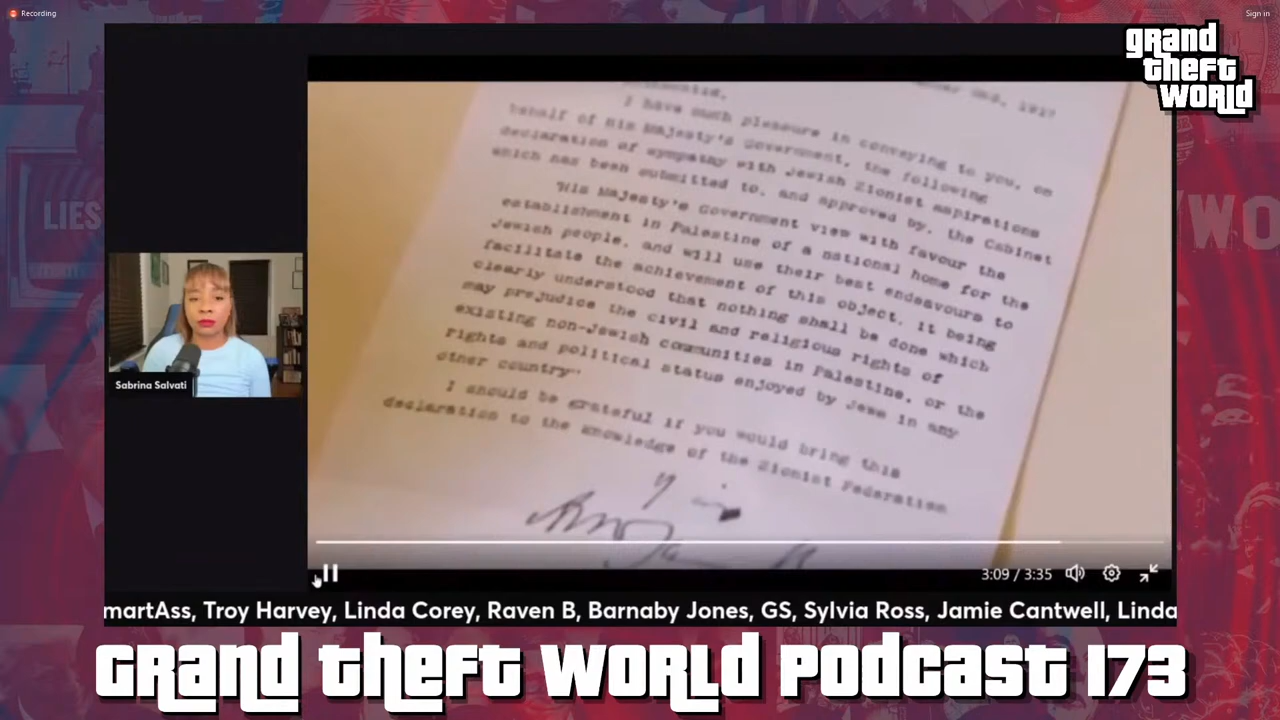 Recording
Sign in
grand
theft
world
LIES
WO
I have much pleasure in conveying to you, on
behalf of His Majesty's Government, the following
declaration of sympathy with Jewish Zionist aspirations
which has been submitted to, and approved by, the Cabinet
"His Majesty's Government view with favour the
establishment in Palestine of a national home for the
Jewish people, and will use their best endeavours to
facilitate the achievement of this object, it being
clearly understood that nothing shall be done which
may prejudice the civil and religious rights of
existing non-Jewish communities in Palestine, or the
rights and political status enjoyed by Jews in any
other country"
I should be grateful if you would bring this
declaration to the knowledge of the Zionist Federation
Sabrina Salvati
3:09 / 3:35
martAss, Troy Harvey, Linda Corey, Raven B, Barnaby Jones, GS, Sylvia Ross, Jamie Cantwell, Linda
GRAND THEFT WORLD PODCAST 173